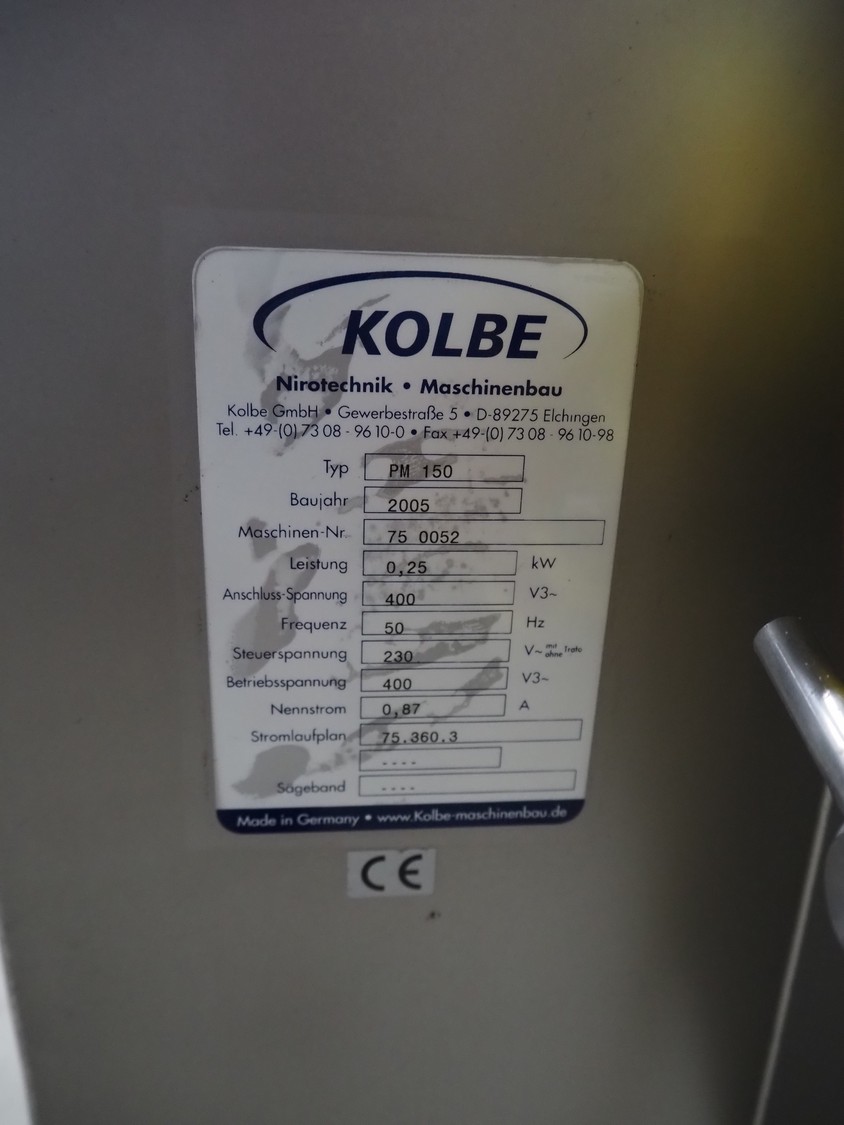 KOLBE
Nirotechnik • Maschinenbau
Kolbe GmbH • Gewerbestraße 5 • D-89275 Elchingen
Tel. +49-(0) 73 08 - 96 10-0 • Fax +49-(0) 73 08 - 96 10-98
Typ PM 150
Baujahr 2005
Maschinen-Nr. 75 0052
Leistung 0,25 kW
Anschluss-Spannung 400 V3~
Frequenz 50 Hz
Steuerspannung 230 V~ mit ohne Trafo
Betriebsspannung 400 V3~
Nennstrom 0,87 A
Stromlaufplan 75.360.3
----
Sägeband ----
Made in Germany • www.Kolbe-maschinenbau.de
CE